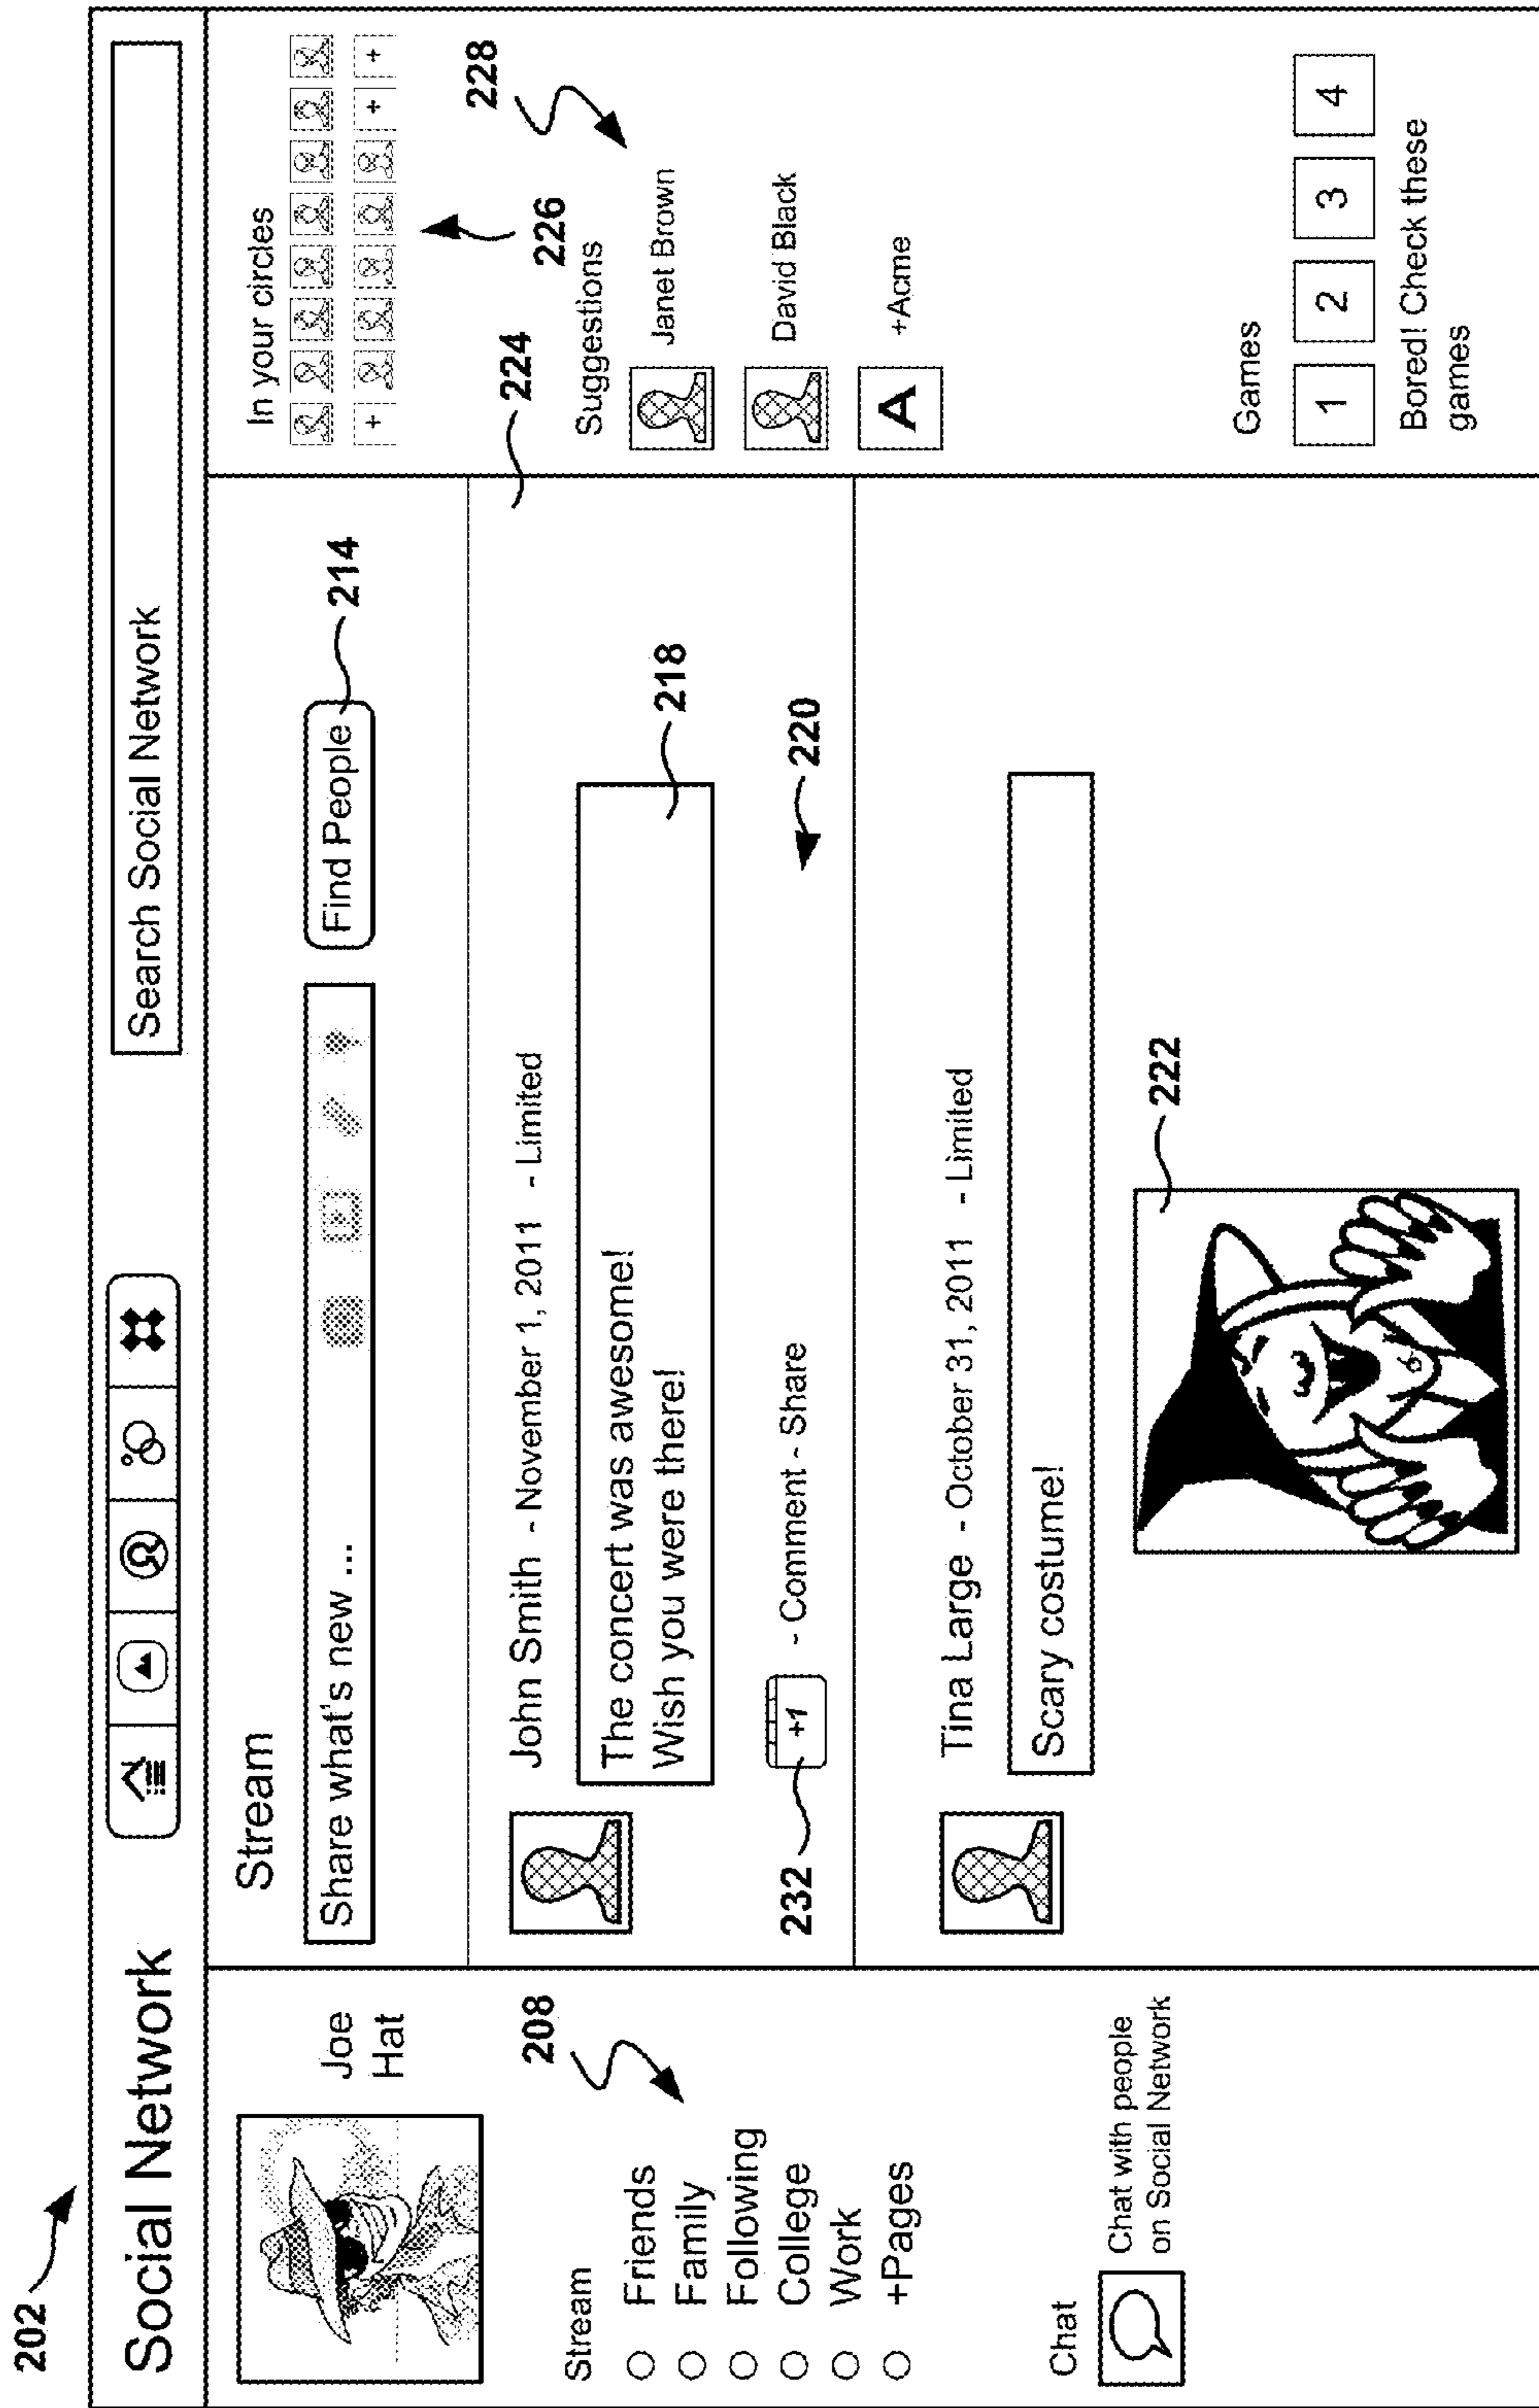 202
Social Network
Search Social Network
Joe
Hat
208
Stream
Friends
Family
Following
College
Work
+Pages
Chat
Chat with people
on Social Network
Stream
Share what's new ...
Find People
214
224
John Smith - November 1, 2011 - Limited
The concert was awesome!
Wish you were there!
218
232
+1 - Comment - Share
220
Tina Large - October 31, 2011 - Limited
Scary costume!
222
In your circles
+ + +
226
228
Suggestions
Janet Brown
David Black
A +Acme
Games
1 2 3 4
Bored! Check these
games